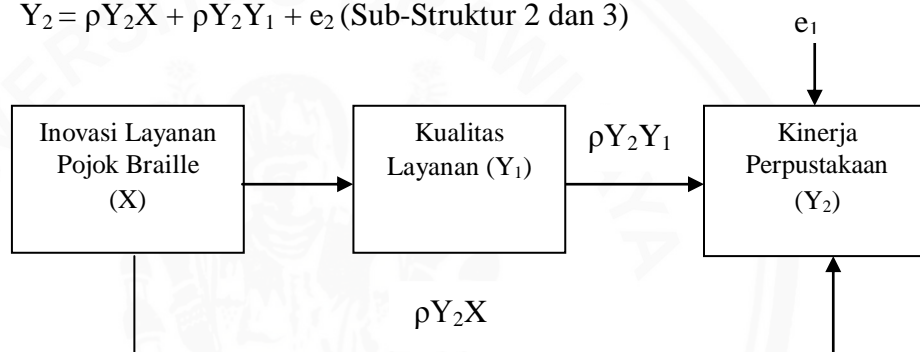 Y₂ = ρY₂X + ρY₂Y₁ + e₂ (Sub-Struktur 2 dan 3)
e₁
Inovasi Layanan
Pojok Braille
(X)
Kualitas
Layanan (Y₁)
ρY₂Y₁
Kinerja
Perpustakaan
(Y₂)
ρY₂X